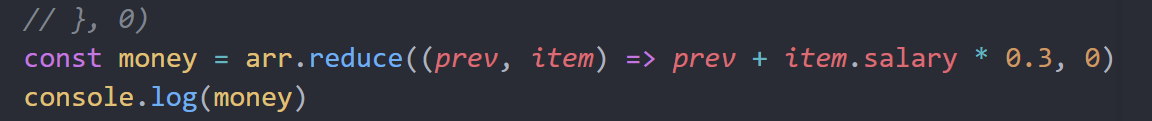 // }, 0)
const money = arr.reduce((prev, item) => prev + item.salary * 0.3, 0)
console.log(money)